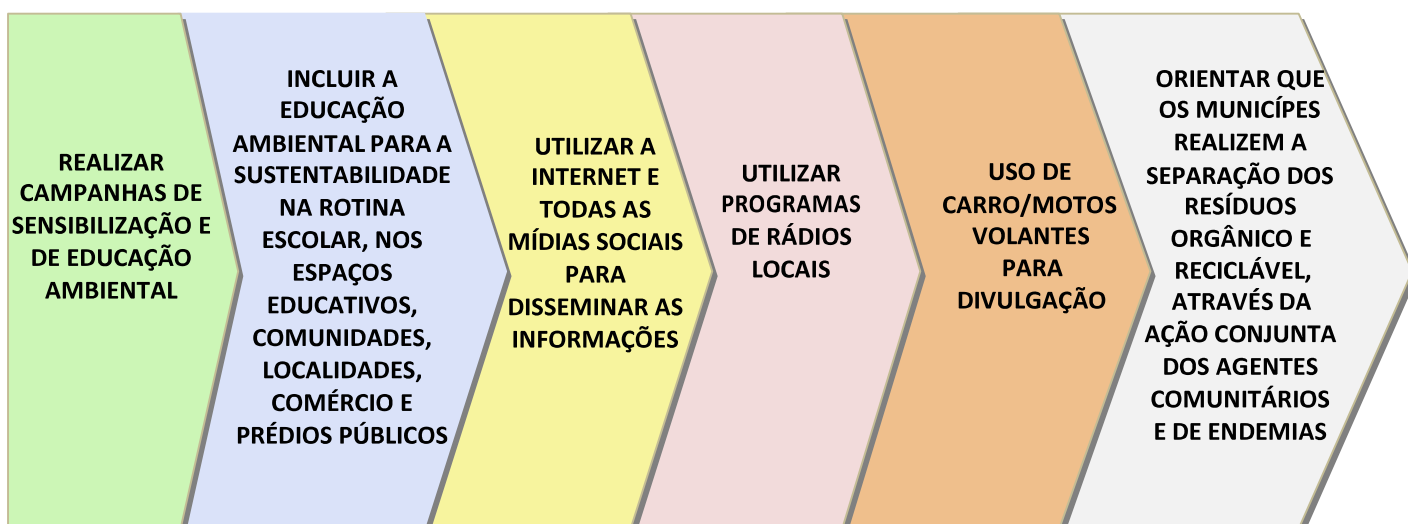 REALIZAR
CAMPANHAS DE
SENSIBILIZAÇÃO E
DE EDUCAÇÃO
AMBIENTAL
INCLUIR A
EDUCAÇÃO
AMBIENTAL PARA A
SUSTENTABILIDADE
NA ROTINA
ESCOLAR, NOS
ESPAÇOS
EDUCATIVOS,
COMUNIDADES,
LOCALIDADES,
COMÉRCIO E
PRÉDIOS PÚBLICOS
UTILIZAR A
INTERNET E
TODAS AS
MÍDIAS SOCIAIS
PARA
DISSEMINAR AS
INFORMAÇÕES
UTILIZAR
PROGRAMAS
DE RÁDIOS
LOCAIS
USO DE
CARRO/MOTOS
VOLANTES
PARA
DIVULGAÇÃO
ORIENTAR QUE
OS MUNICÍPES
REALIZEM A
SEPARAÇÃO DOS
RESÍDUOS
ORGÂNICO E
RECICLÁVEL,
ATRAVÉS DA
AÇÃO CONJUNTA
DOS AGENTES
COMUNITÁRIOS
E DE ENDEMIAS